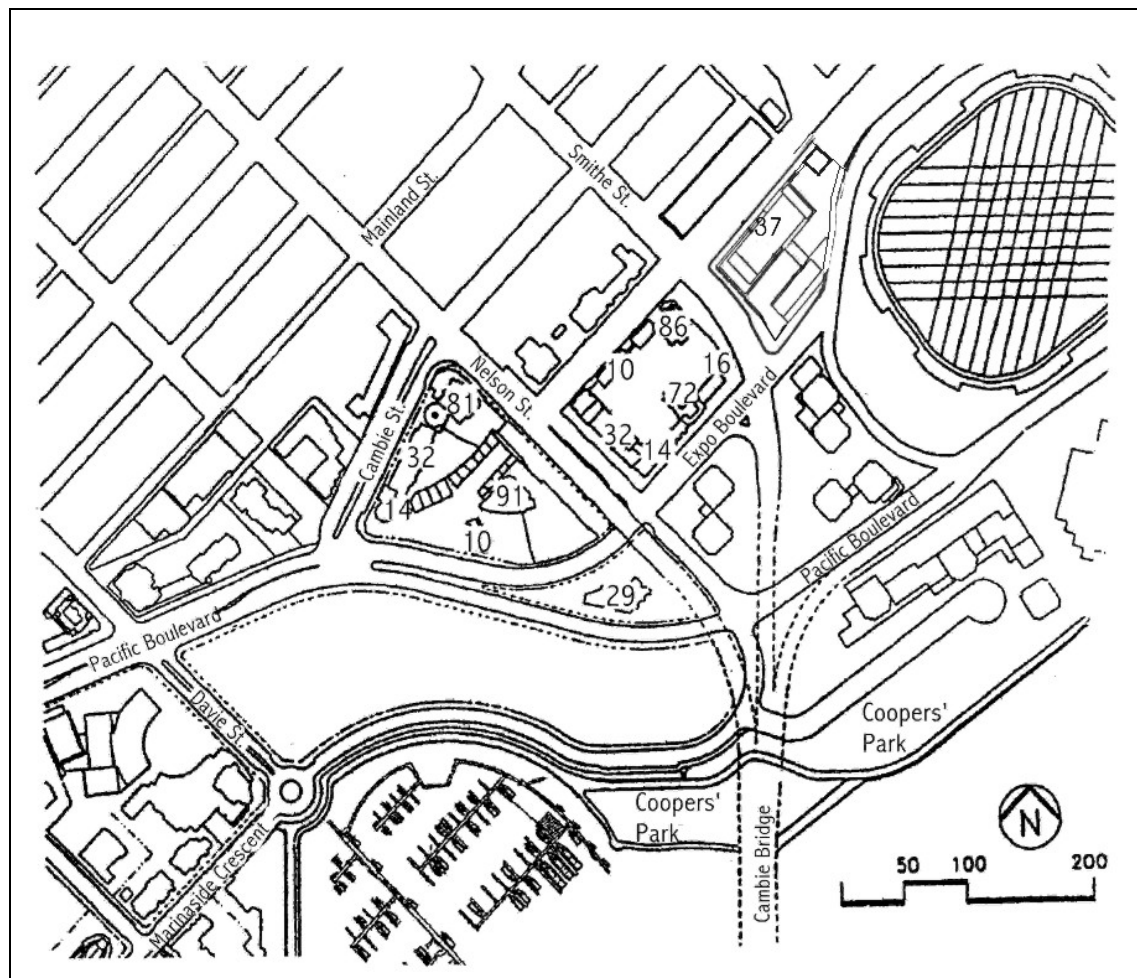 Smithe St.
Mainland St.
37
86
10
16
Nelson St.
72
81
32
14
Expo Boulevard
Cambie St.
32
91
14
10
Pacific Boulevard
29
Pacific Boulevard
Davie St.
Coopers'
Park
Coopers'
Park
N
Marinaside Crescent
Cambie Bridge
50 100 200